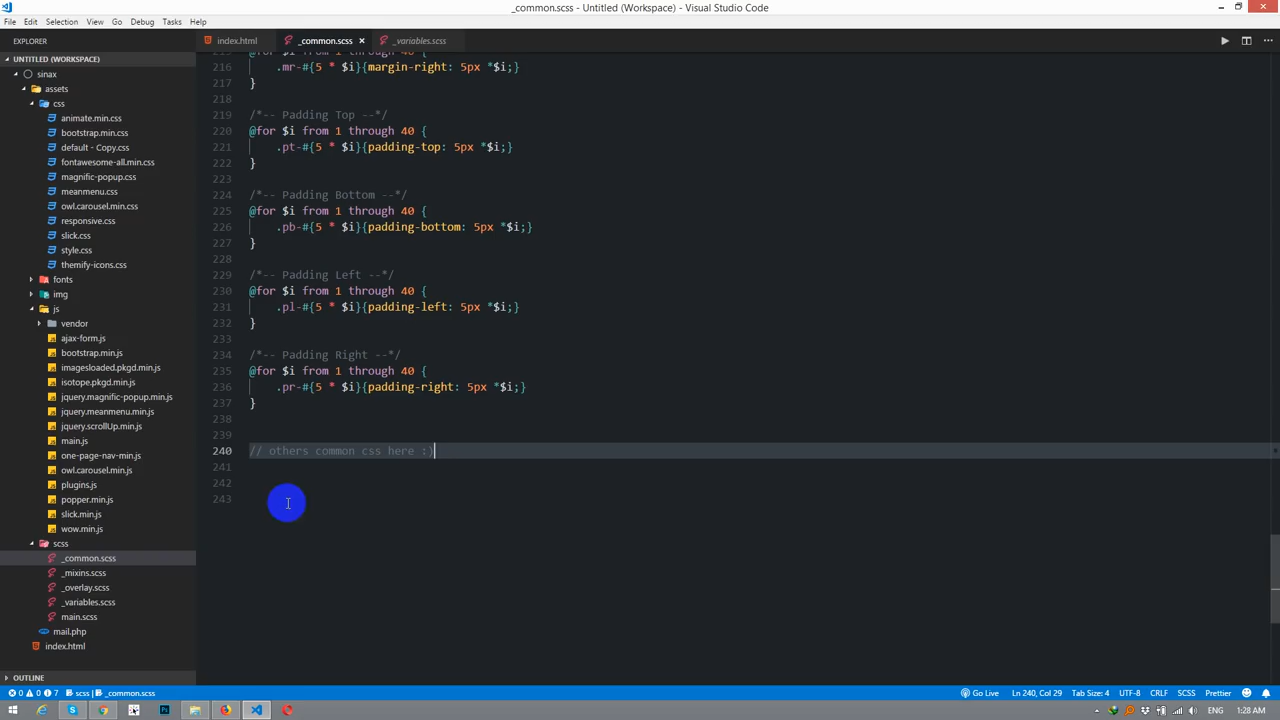 _common.scss - Untitled (Workspace) - Visual Studio Code
File Edit Selection View Go Debug Tasks Help
EXPLORER
index.html _common.scss × _variables.scss
UNTITLED (WORKSPACE)
sinax
assets
css
animate.min.css
bootstrap.min.css
default - Copy.css
fontawesome-all.min.css
magnific-popup.css
meanmenu.css
owl.carousel.min.css
responsive.css
slick.css
style.css
themify-icons.css
fonts
img
js
vendor
ajax-form.js
bootstrap.min.js
imagesloaded.pkgd.min.js
isotope.pkgd.min.js
jquery.magnific-popup.min.js
jquery.meanmenu.min.js
jquery.scrollUp.min.js
main.js
one-page-nav-min.js
owl.carousel.min.js
plugins.js
popper.min.js
slick.min.js
wow.min.js
scss
_common.scss
_mixins.scss
_overlay.scss
_variables.scss
main.scss
mail.php
index.html
OUTLINE
215 @for $i from 1 through 40 {
216 .mr-#{5 * $i}{margin-right: 5px *$i;}
217 }
218
219 /*-- Padding Top --*/
220 @for $i from 1 through 40 {
221 .pt-#{5 * $i}{padding-top: 5px *$i;}
222 }
223
224 /*-- Padding Bottom --*/
225 @for $i from 1 through 40 {
226 .pb-#{5 * $i}{padding-bottom: 5px *$i;}
227 }
228
229 /*-- Padding Left --*/
230 @for $i from 1 through 40 {
231 .pl-#{5 * $i}{padding-left: 5px *$i;}
232 }
233
234 /*-- Padding Right --*/
235 @for $i from 1 through 40 {
236 .pr-#{5 * $i}{padding-right: 5px *$i;}
237 }
238
239
240 // others common css here :)
241
242
243
0 0 7 scss | _common.scss Go Live Ln 240, Col 29 Tab Size: 4 UTF-8 CRLF SCSS Prettier
ENG 1:28 AM